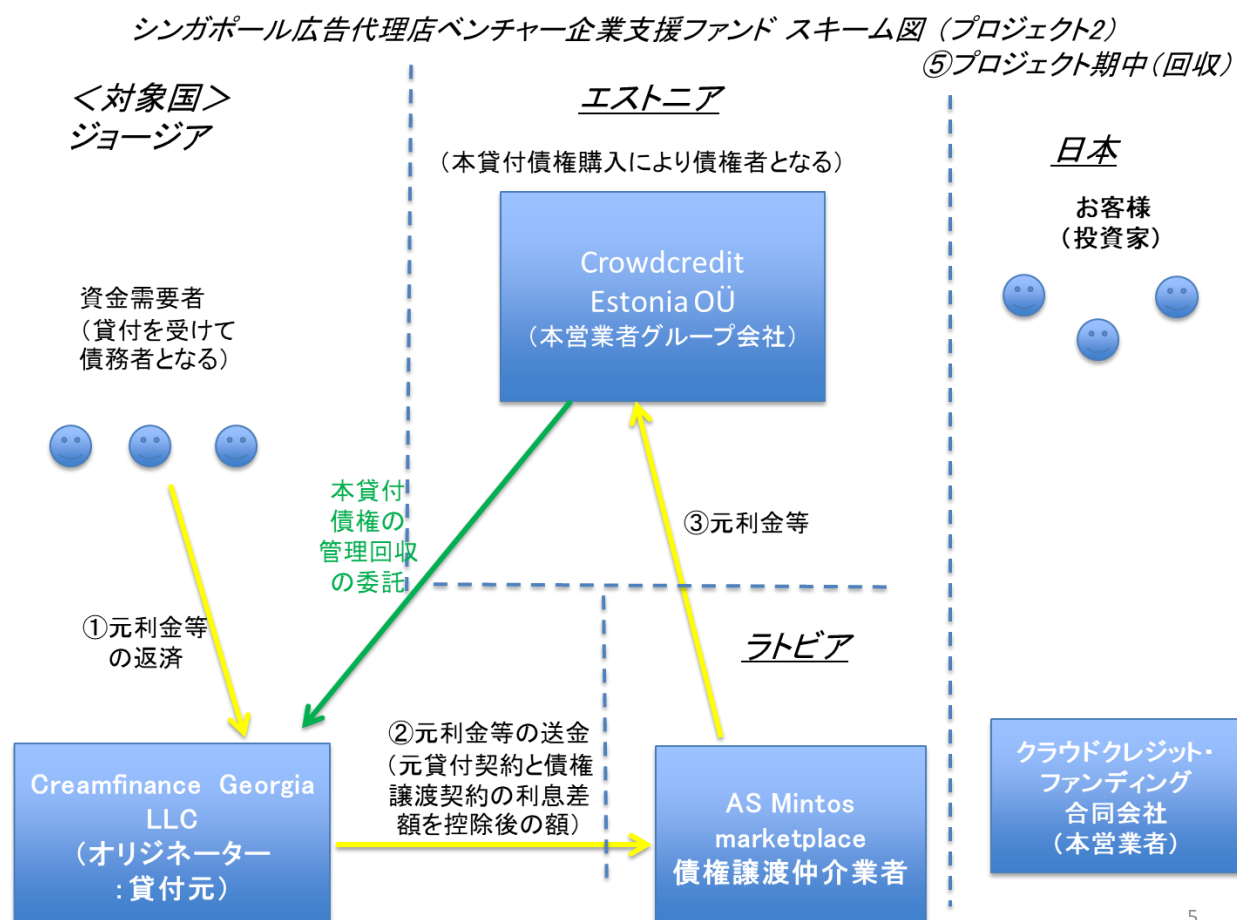 シンガポール広告代理店ベンチャー企業支援ファンド スキーム図 （プロジェクト2）
⑤プロジェクト期中（回収）
＜対象国＞
ジョージア
エストニア
日本
（本貸付債権購入により債権者となる）
お客様
（投資家）
Crowdcredit
Estonia OÜ
（本営業者グループ会社）
資金需要者
（貸付を受けて
債務者となる）
本貸付
債権の
管理回収
の委託
③元利金等
①元利金等
の返済
ラトビア
②元利金等の送金
（元貸付契約と債権
譲渡契約の利息差
額を控除後の額）
Creamfinance Georgia
LLC
（オリジネーター
：貸付元）
AS Mintos
marketplace
債権譲渡仲介業者
クラウドクレジット・
ファンディング
合同会社
（本営業者）
5